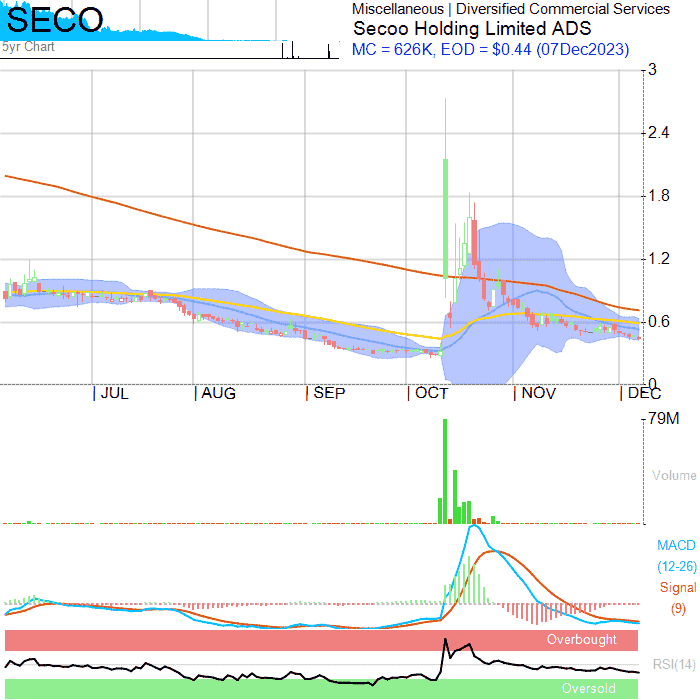 SECO
5yr Chart
Miscellaneous | Diversified Commercial Services
Secoo Holding Limited ADS
MC = 626K, EOD = $0.44 (07Dec2023)
3
2.4
1.8
1.2
0.6
0
JUL AUG SEP OCT NOV DEC
79M
Volume
MACD
(12-26)
Signal
(9)
Overbought
RSI(14)
Oversold